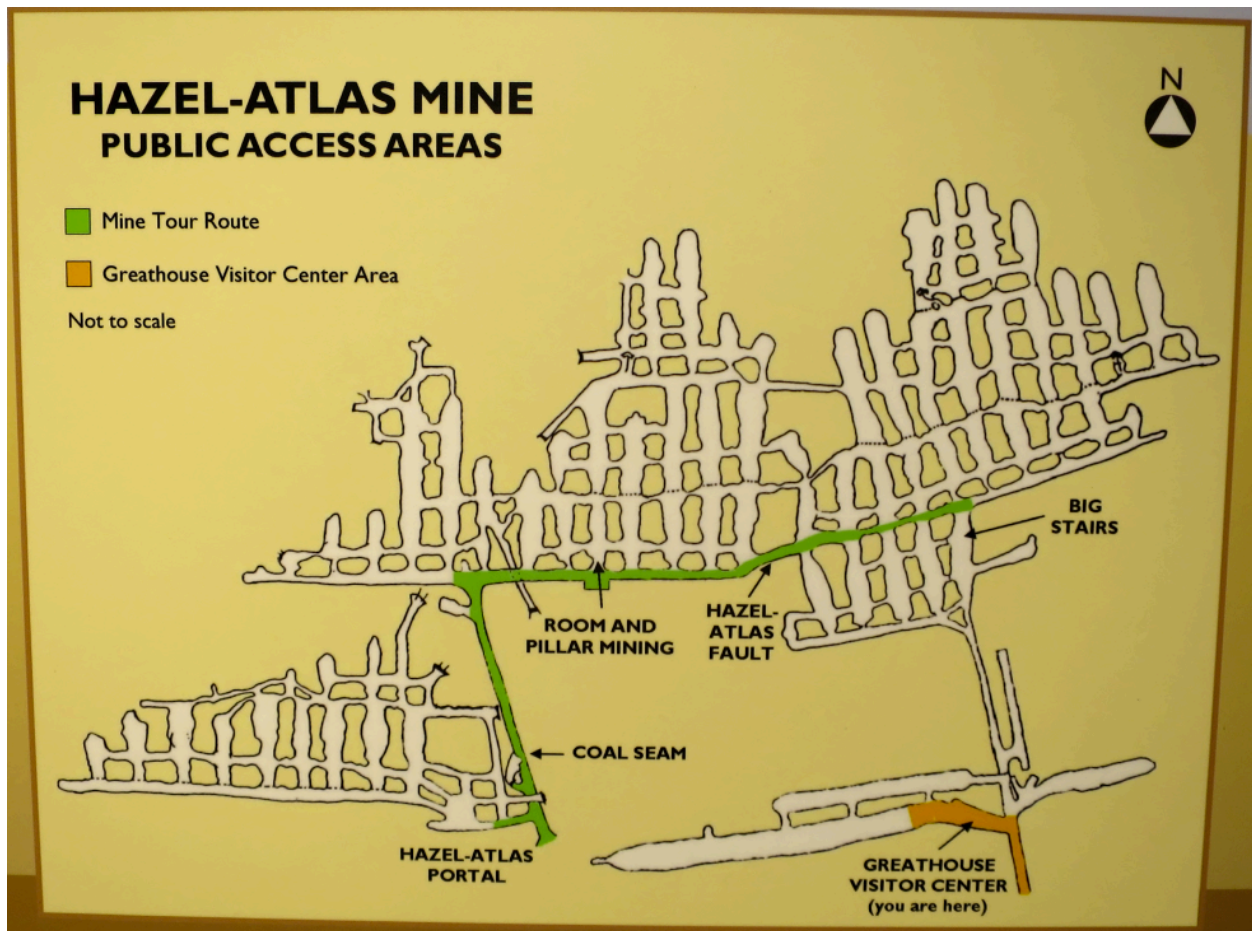 HAZEL-ATLAS MINE
PUBLIC ACCESS AREAS
N
Mine Tour Route
Greathouse Visitor Center Area
Not to scale
BIG
STAIRS
ROOM AND
PILLAR MINING
HAZEL-
ATLAS
FAULT
COAL SEAM
HAZEL-ATLAS
PORTAL
GREATHOUSE
VISITOR CENTER
(you are here)